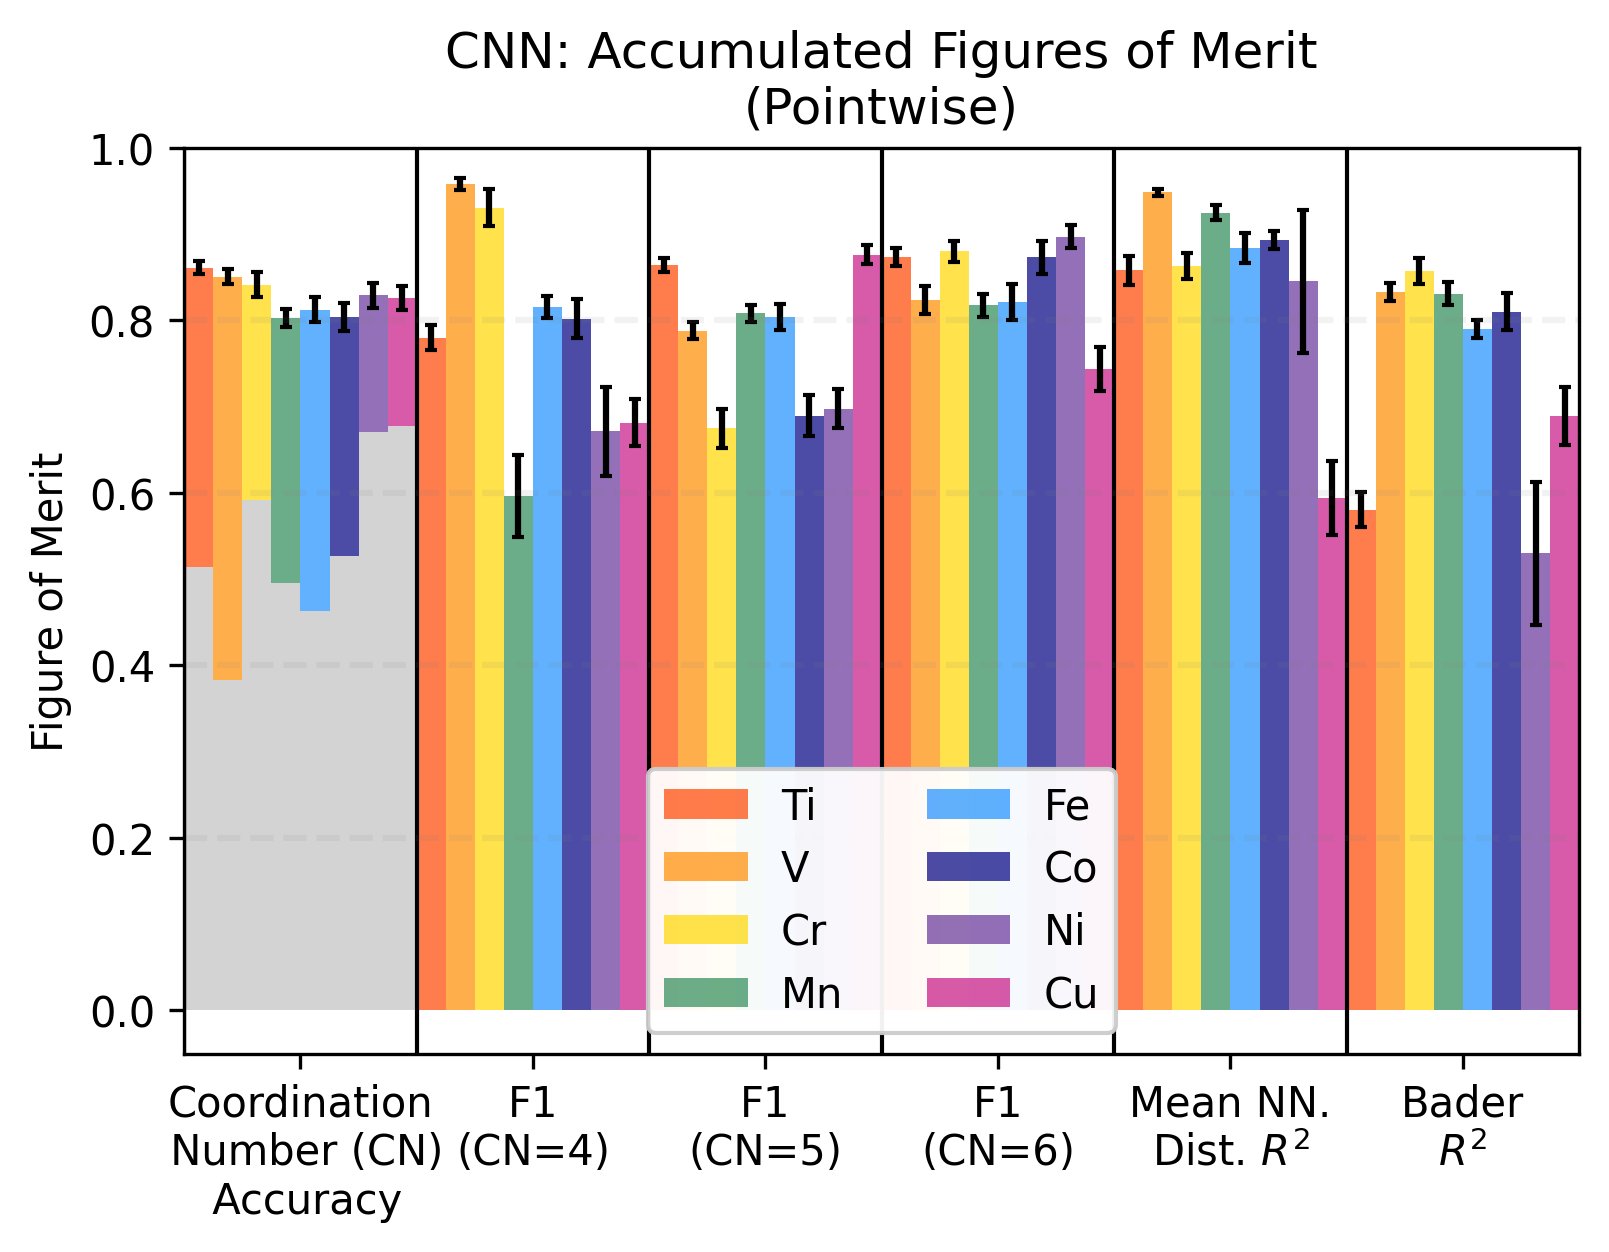 CNN: Accumulated Figures of Merit
(Pointwise)
Figure of Merit
1.0
0.8
0.6
0.4
0.2
0.0
Ti
V
Cr
Mn
Fe
Co
Ni
Cu
Coordination
Number (CN)
Accuracy
F1
(CN=4)
F1
(CN=5)
F1
(CN=6)
Mean NN.
Dist. R²
Bader
R²